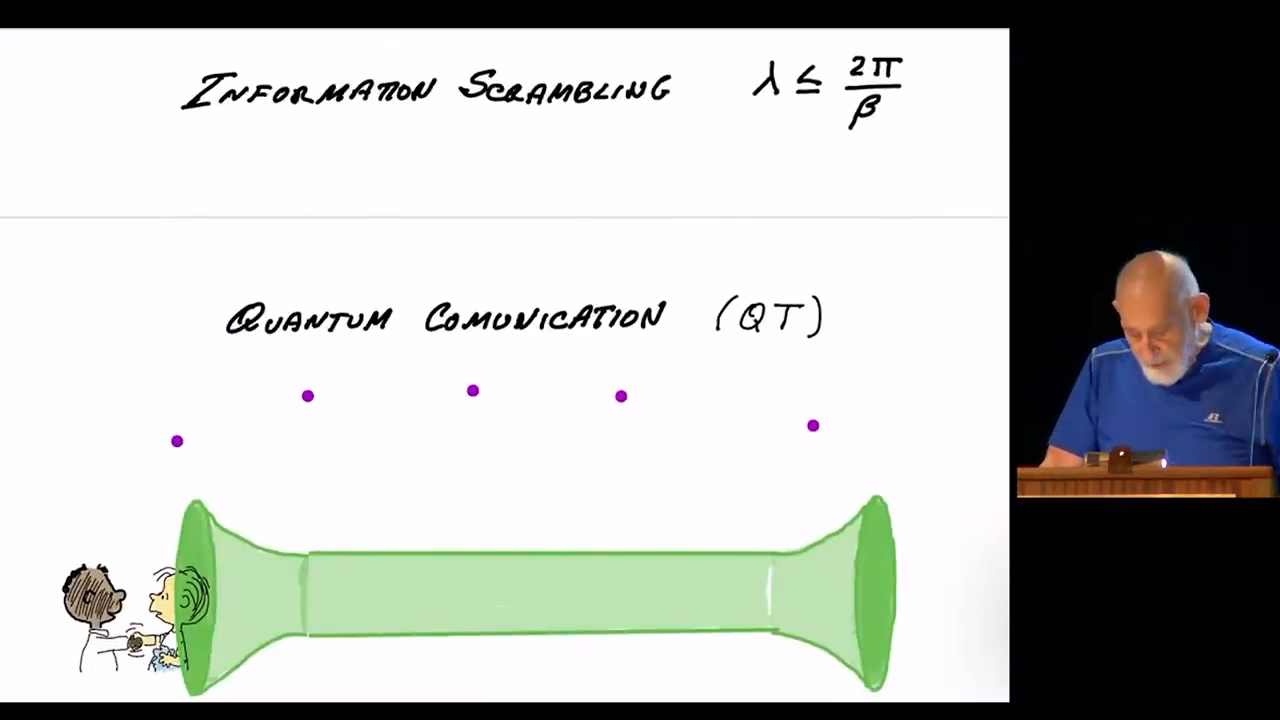 INFORMATION SCRAMBLING λ ≤ 2π/β
QUANTUM COMUNICATION (QT)